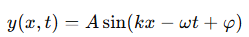 y(x, t) = A sin(kx − ωt + φ)